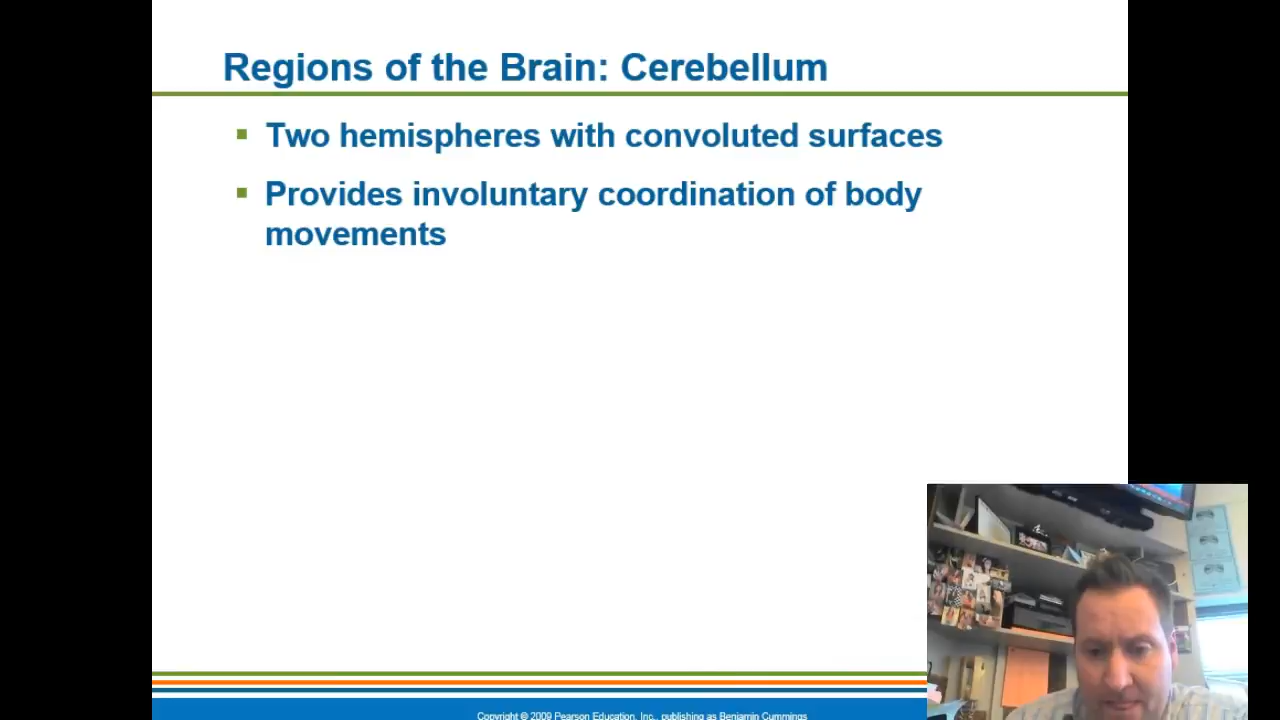 Regions of the Brain: Cerebellum
Two hemispheres with convoluted surfaces
Provides involuntary coordination of body
movements
Copyright © 2009 Pearson Education, Inc., publishing as Benjamin Cummings